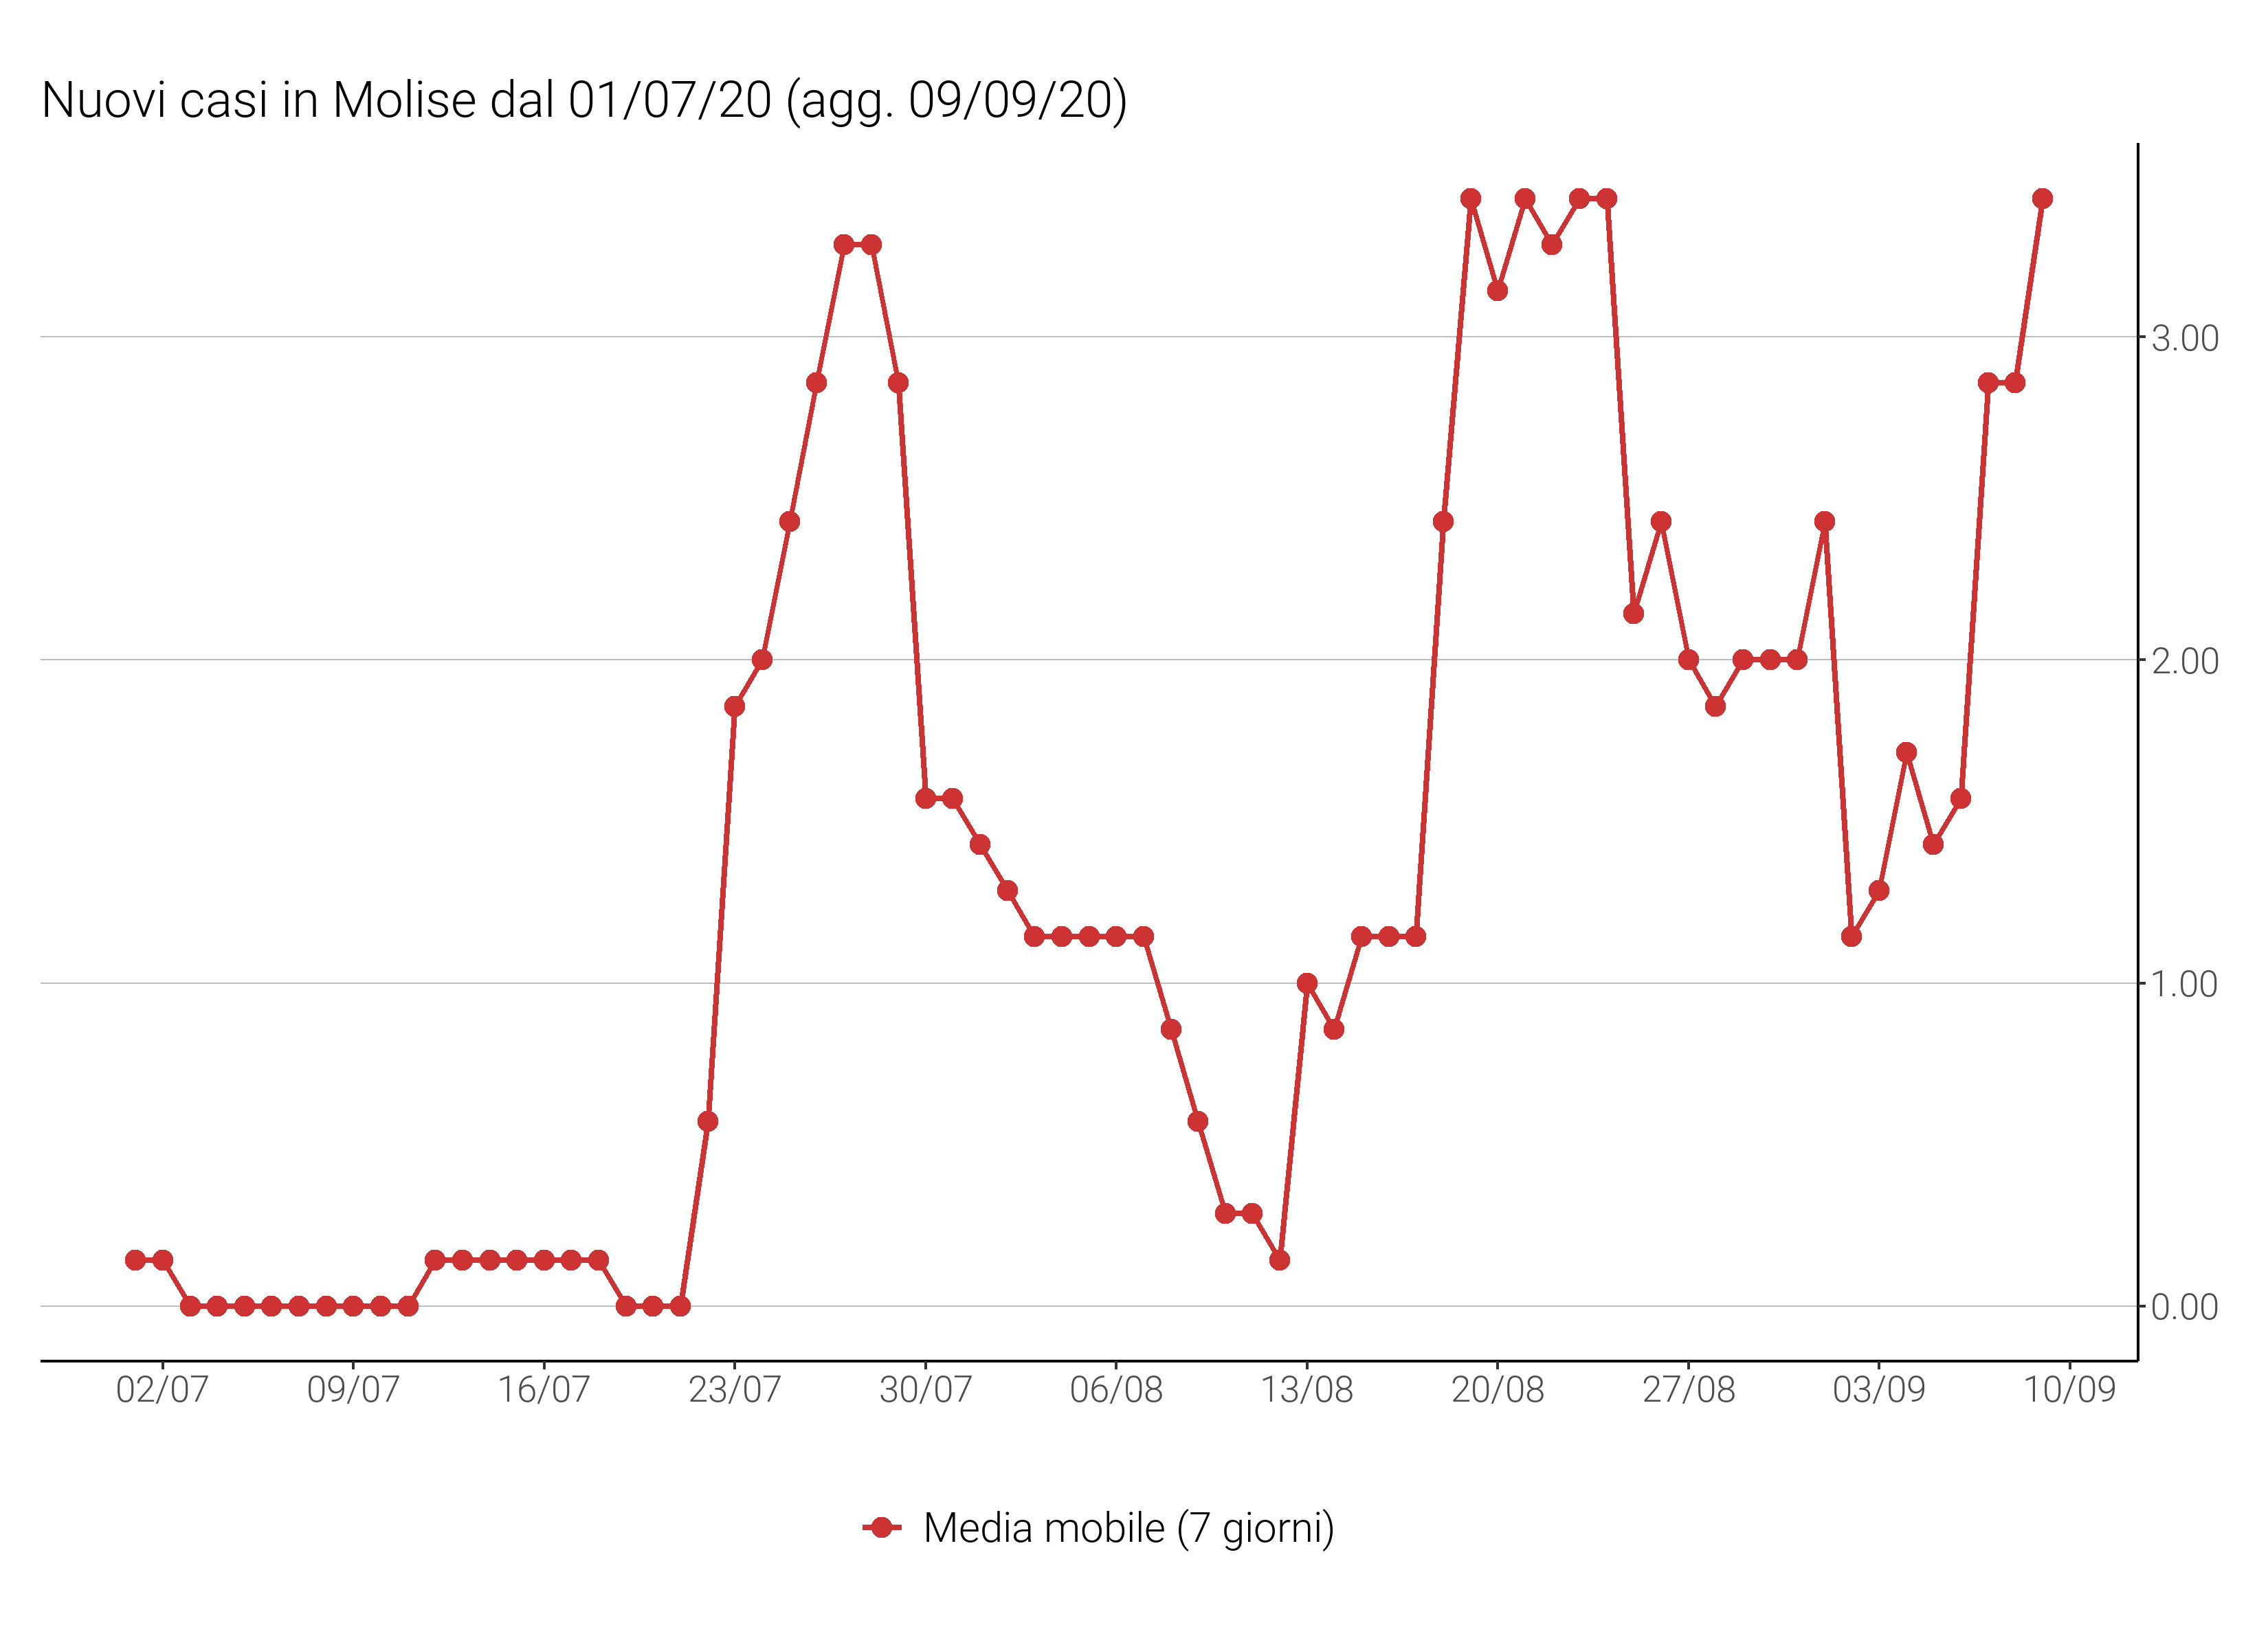 Nuovi casi in Molise dal 01/07/20 (agg. 09/09/20)
3.00
2.00
1.00
0.00
02/07 09/07 16/07 23/07 30/07 06/08 13/08 20/08 27/08 03/09 10/09
Media mobile (7 giorni)